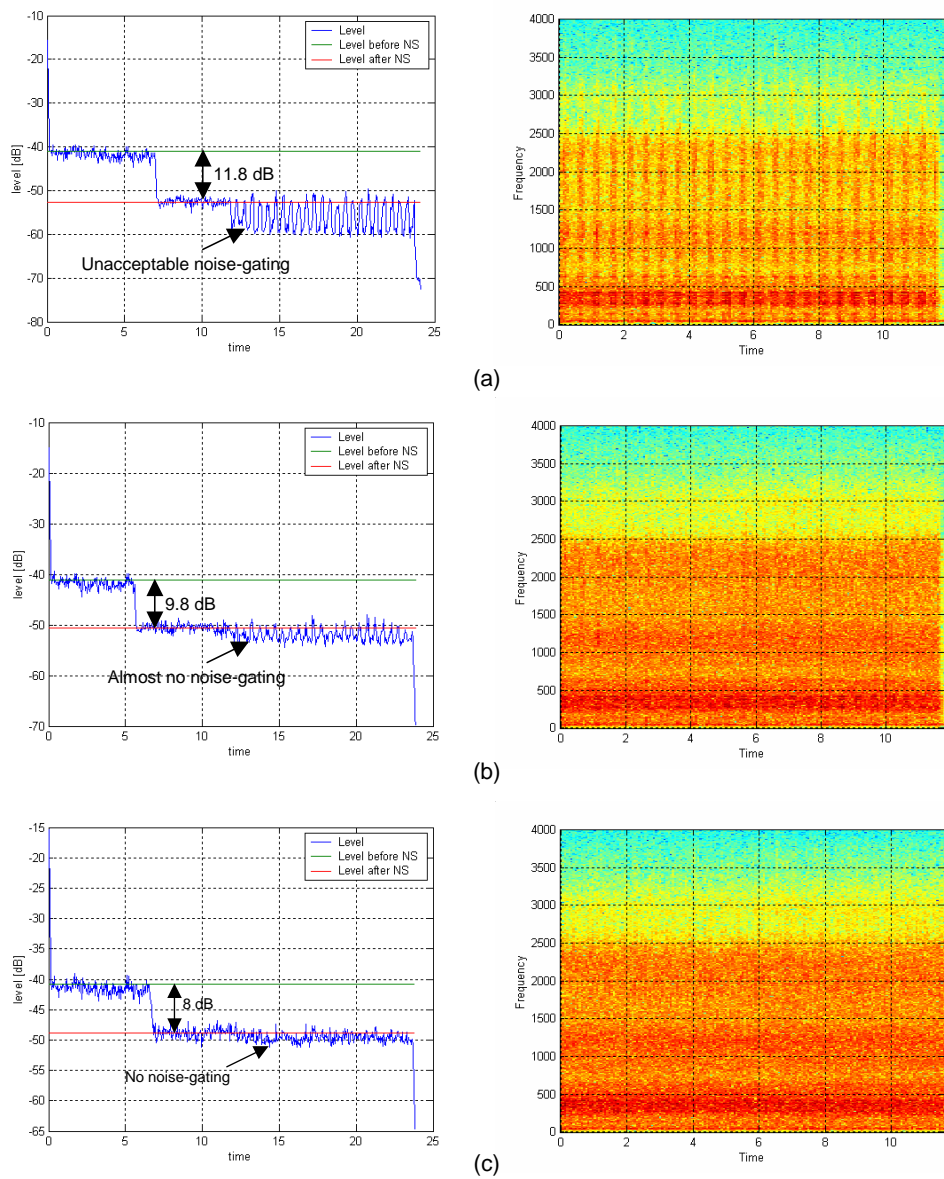 -10
-20
-30
-40
-50
-60
-70
-80
level [dB]
0
5
10
15
20
25
time
Level
Level before NS
Level after NS
11.8 dB
Unacceptable noise-gating
4000
3500
3000
2500
2000
1500
1000
500
0
Frequency
0
2
4
6
8
10
Time
(a)
-10
-20
-30
-40
-50
-60
-70
level [dB]
0
5
10
15
20
25
time
Level
Level before NS
Level after NS
9.8 dB
Almost no noise-gating
4000
3500
3000
2500
2000
1500
1000
500
0
Frequency
0
2
4
6
8
10
Time
(b)
-15
-20
-25
-30
-35
-40
-45
-50
-55
-60
-65
level [dB]
0
5
10
15
20
25
time
Level
Level before NS
Level after NS
8 dB
No noise-gating
4000
3500
3000
2500
2000
1500
1000
500
0
Frequency
0
2
4
6
8
10
Time
(c)